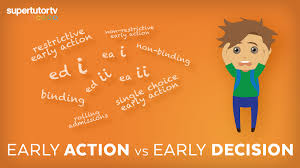 supertutortv
restrictive
early action
non-restrictive
early action
ed i
ea i
non-binding
ed ii
ea ii
binding
single choice
early action
rolling
admissions
EARLY ACTION vs EARLY DECISION